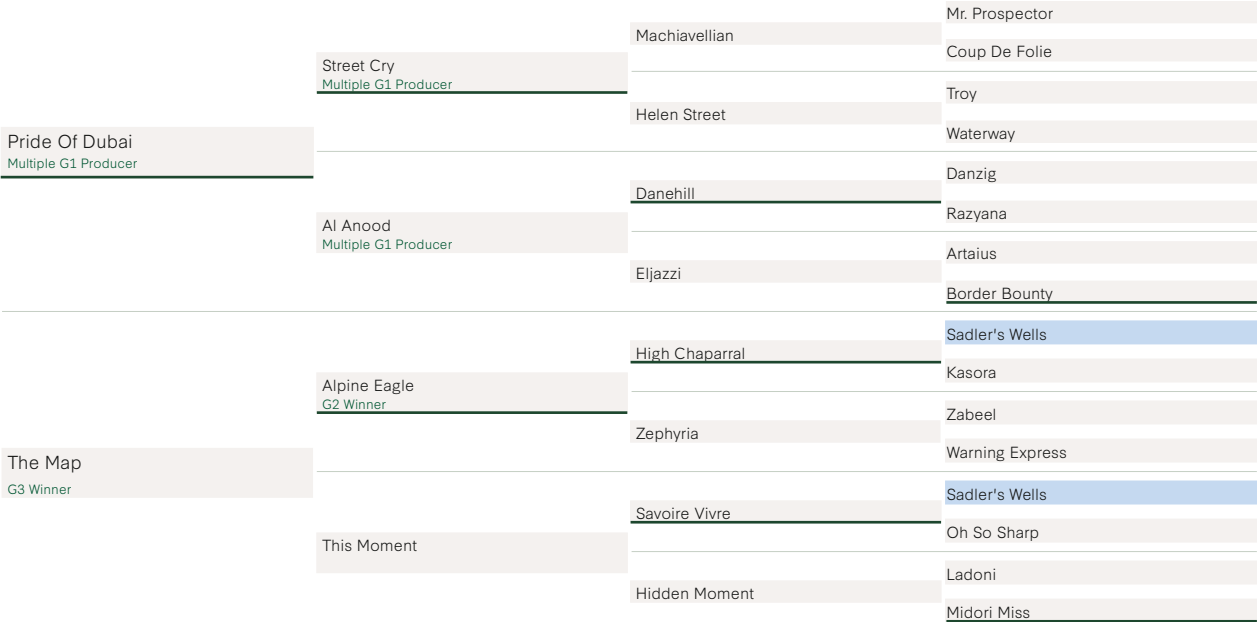 Pride Of Dubai
Multiple G1 Producer
The Map
G3 Winner
Street Cry
Multiple G1 Producer
Al Anood
Multiple G1 Producer
Alpine Eagle
G2 Winner
This Moment
Machiavellian
Helen Street
Danehill
Eljazzi
High Chaparral
Zephyria
Savoire Vivre
Hidden Moment
Mr. Prospector
Coup De Folie
Troy
Waterway
Danzig
Razyana
Artaius
Border Bounty
Sadler's Wells
Kasora
Zabeel
Warning Express
Sadler's Wells
Oh So Sharp
Ladoni
Midori Miss